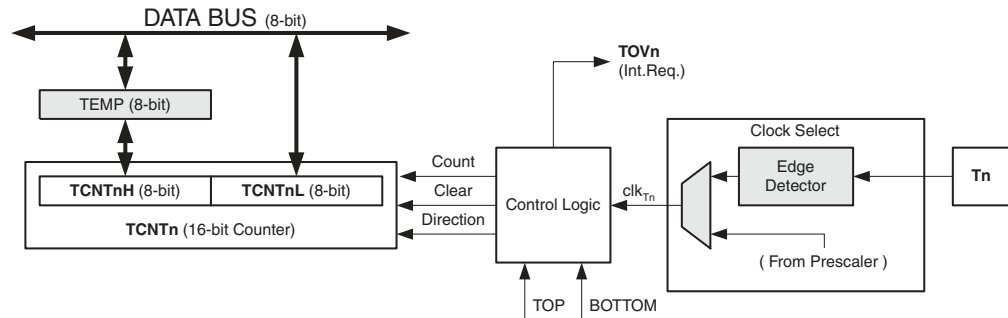 DATA BUS (8-bit)
TOVn
(Int.Req.)
TEMP (8-bit)
Clock Select
Count
Edge
Detector
Tn
TCNTnH (8-bit) TCNTnL (8-bit)
Clear
Control Logic
clkTn
TCNTn (16-bit Counter)
Direction
( From Prescaler )
TOP
BOTTOM